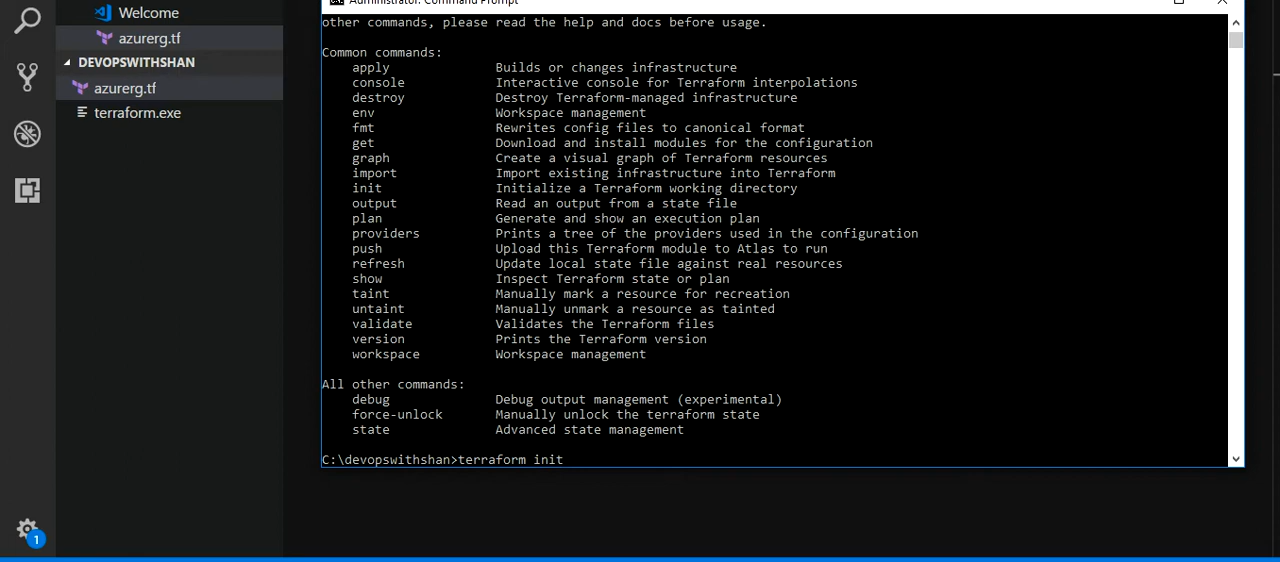 Welcome
azurerg.tf
DEVOPSWITHSHAN
azurerg.tf
terraform.exe
1
Administrator: Command Prompt
other commands, please read the help and docs before usage.
Common commands:
apply Builds or changes infrastructure
console Interactive console for Terraform interpolations
destroy Destroy Terraform-managed infrastructure
env Workspace management
fmt Rewrites config files to canonical format
get Download and install modules for the configuration
graph Create a visual graph of Terraform resources
import Import existing infrastructure into Terraform
init Initialize a Terraform working directory
output Read an output from a state file
plan Generate and show an execution plan
providers Prints a tree of the providers used in the configuration
push Upload this Terraform module to Atlas to run
refresh Update local state file against real resources
show Inspect Terraform state or plan
taint Manually mark a resource for recreation
untaint Manually unmark a resource as tainted
validate Validates the Terraform files
version Prints the Terraform version
workspace Workspace management
All other commands:
debug Debug output management (experimental)
force-unlock Manually unlock the terraform state
state Advanced state management
C:\devopswithshan>terraform init